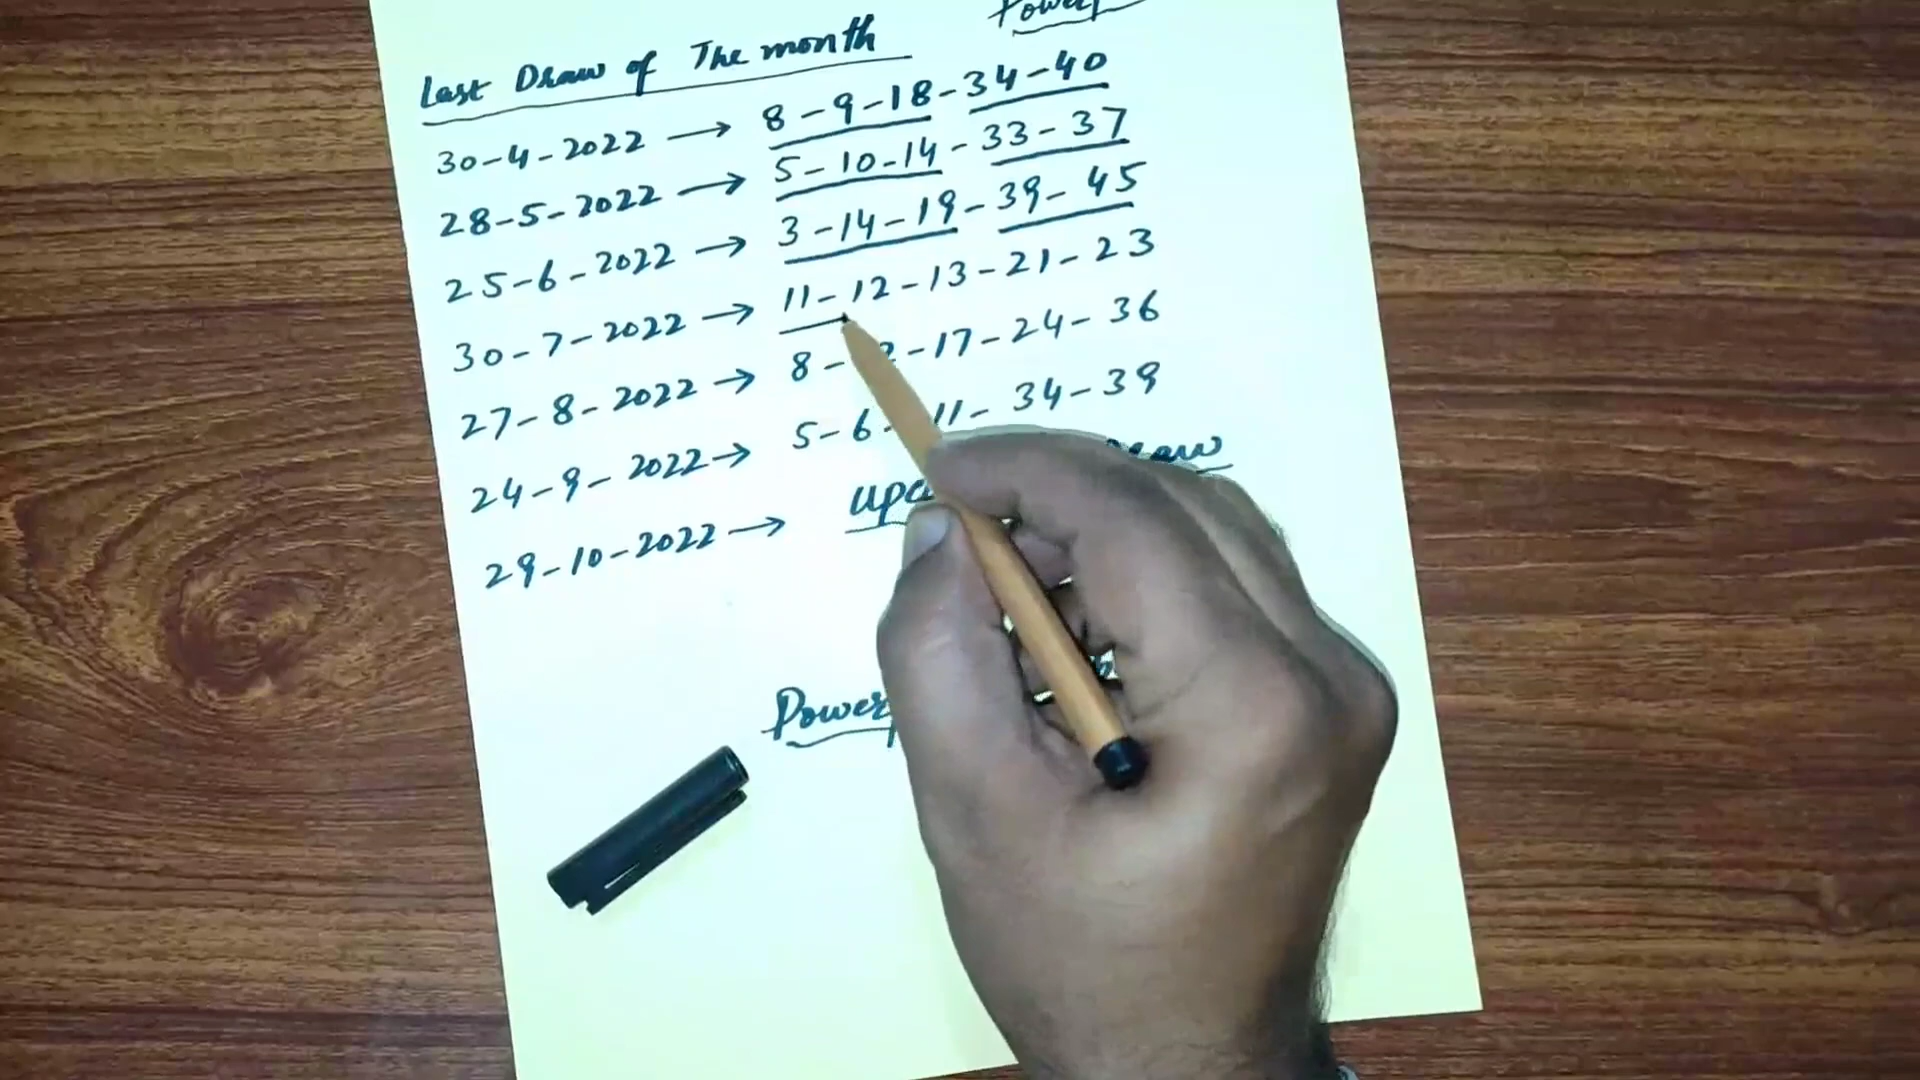 Last Draw of The month
30-4-2022 → 8-9-18-34-40
28-5-2022 → 5-10-14-33-37
25-6-2022 → 3-14-19-39-45
30-7-2022 → 11-12-13-21-23
27-8-2022 → 8- -17-24-36
24-9-2022 → 5-6-11-34-39
29-10-2022 →